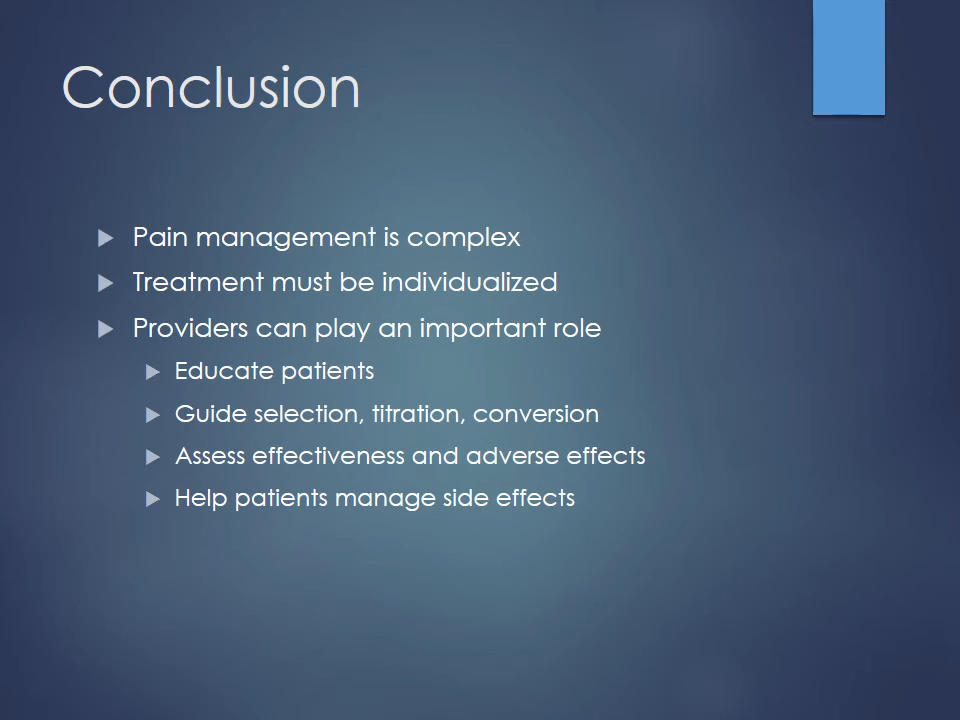 Conclusion
Pain management is complex
Treatment must be individualized
Providers can play an important role
Educate patients
Guide selection, titration, conversion
Assess effectiveness and adverse effects
Help patients manage side effects